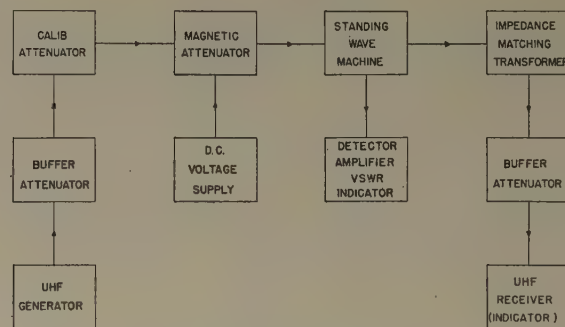 CALIB
ATTENUATOR
MAGNETIC
ATTENUATOR
STANDING
WAVE
MACHINE
IMPEDANCE
MATCHING
TRANSFORMER
BUFFER
ATTENUATOR
D.C.
VOLTAGE
SUPPLY
DETECTOR
AMPLIFIER
VSWR
INDICATOR
BUFFER
ATTENUATOR
UHF
GENERATOR
UHF
RECEIVER
(INDICATOR)